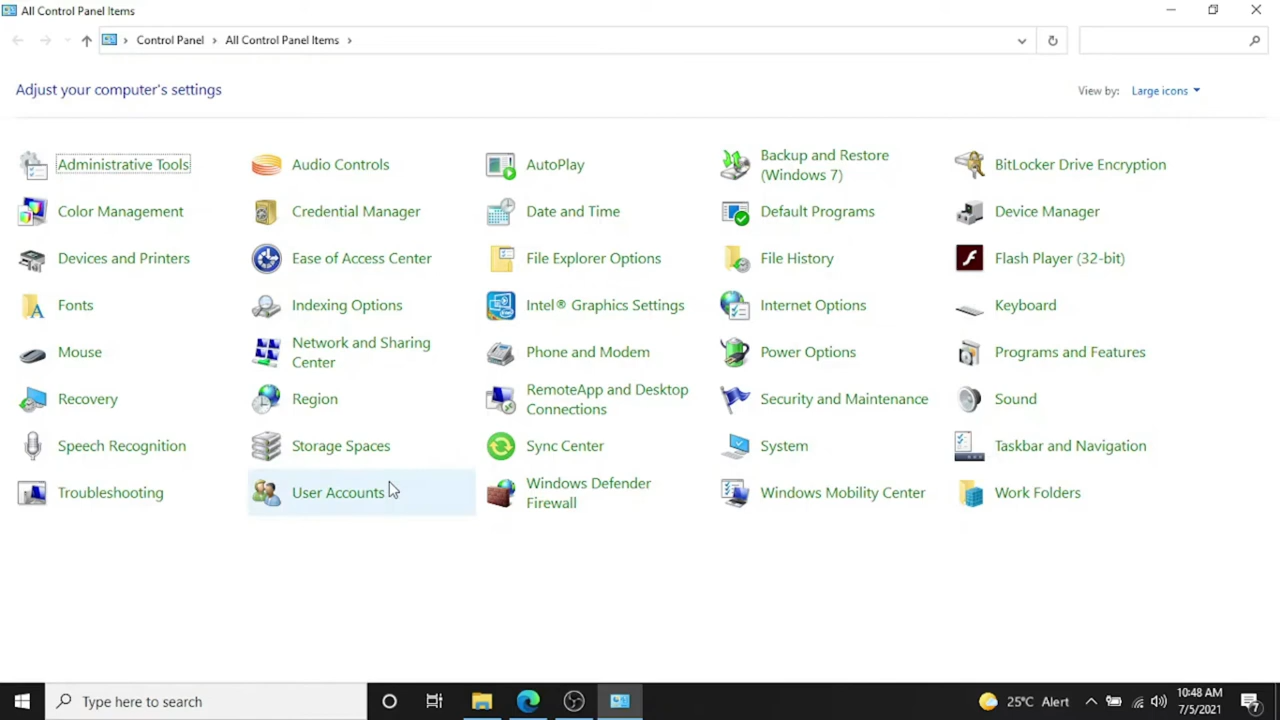 All Control Panel Items
Control Panel
All Control Panel Items
Adjust your computer's settings
View by:
Large icons
Administrative Tools
Audio Controls
AutoPlay
Backup and Restore
(Windows 7)
BitLocker Drive Encryption
Color Management
Credential Manager
Date and Time
Default Programs
Device Manager
Devices and Printers
Ease of Access Center
File Explorer Options
File History
Flash Player (32-bit)
Fonts
Indexing Options
Intel® Graphics Settings
Internet Options
Keyboard
Mouse
Network and Sharing
Center
Phone and Modem
Power Options
Programs and Features
Recovery
Region
RemoteApp and Desktop
Connections
Security and Maintenance
Sound
Speech Recognition
Storage Spaces
Sync Center
System
Taskbar and Navigation
Troubleshooting
User Accounts
Windows Defender
Firewall
Windows Mobility Center
Work Folders
Type here to search
25°C Alert
10:48 AM
7/5/2021
7